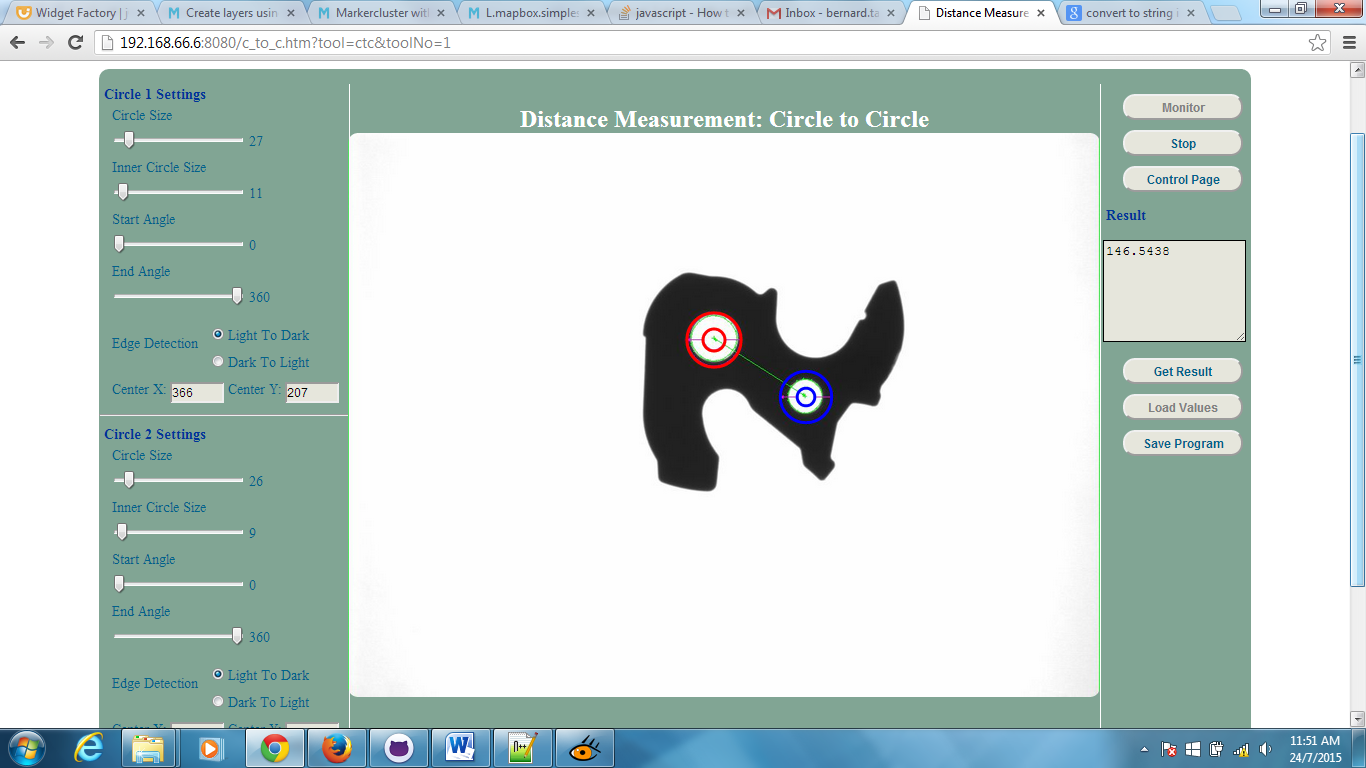 Widget Factory | j
Create layers usin
Markercluster wit
L.mapbox.simples
javascript - How t
Inbox - bernard.ta
Distance Measure
convert to string i
192.168.66.6:8080/c_to_c.htm?tool=ctc&toolNo=1
Circle 1 Settings
Circle Size
27
Inner Circle Size
11
Start Angle
0
End Angle
360
Edge Detection
Light To Dark
Dark To Light
Center X: 366 Center Y: 207
Circle 2 Settings
Circle Size
26
Inner Circle Size
9
Start Angle
0
End Angle
360
Edge Detection
Light To Dark
Dark To Light
Center X: Center Y:
Distance Measurement: Circle to Circle
Monitor
Stop
Control Page
Result
146.5438
Get Result
Load Values
Save Program
11:51 AM
24/7/2015